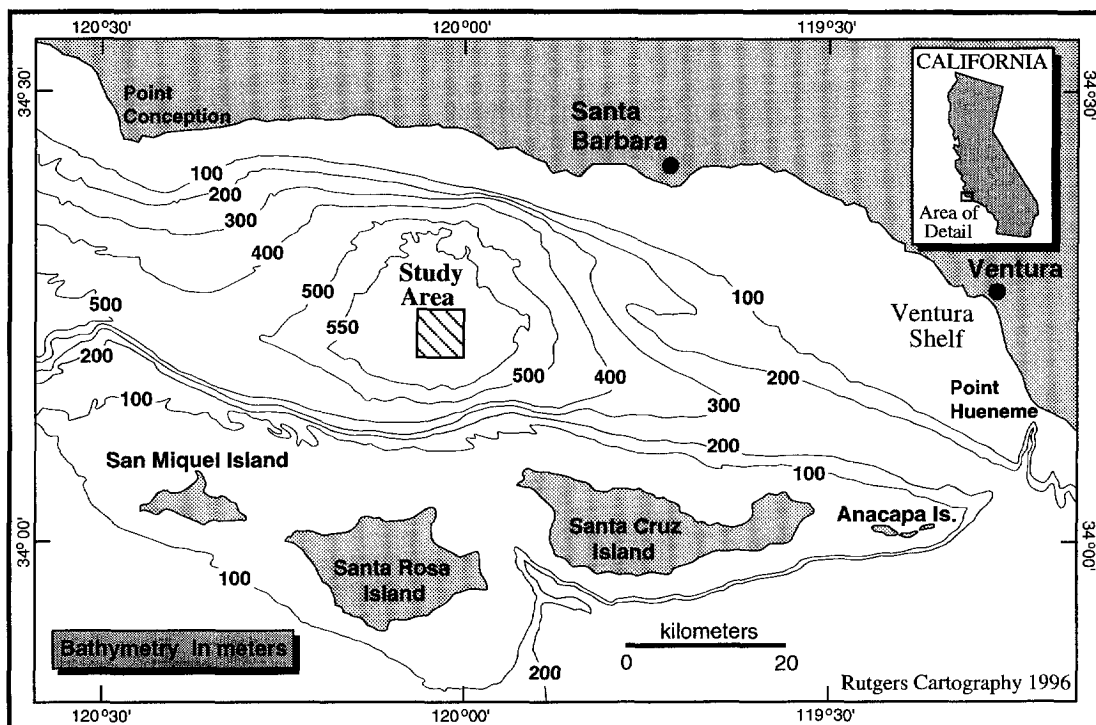 120°30'
120°00'
119°30'
34°30'
34°30'
CALIFORNIA
Area of
Detail
Point
Conception
Santa
Barbara
Ventura
Ventura
Shelf
Point
Hueneme
100
200
300
400
500
550
Study
Area
500
200
100
500
400
300
200
100
100
200
San Miquel Island
Santa Rosa
Island
Santa Cruz
Island
Anacapa Is.
34°00'
34°00'
100
200
Bathymetry In meters
kilometers
0
20
Rutgers Cartography 1996
120°30'
120°00'
119°30'